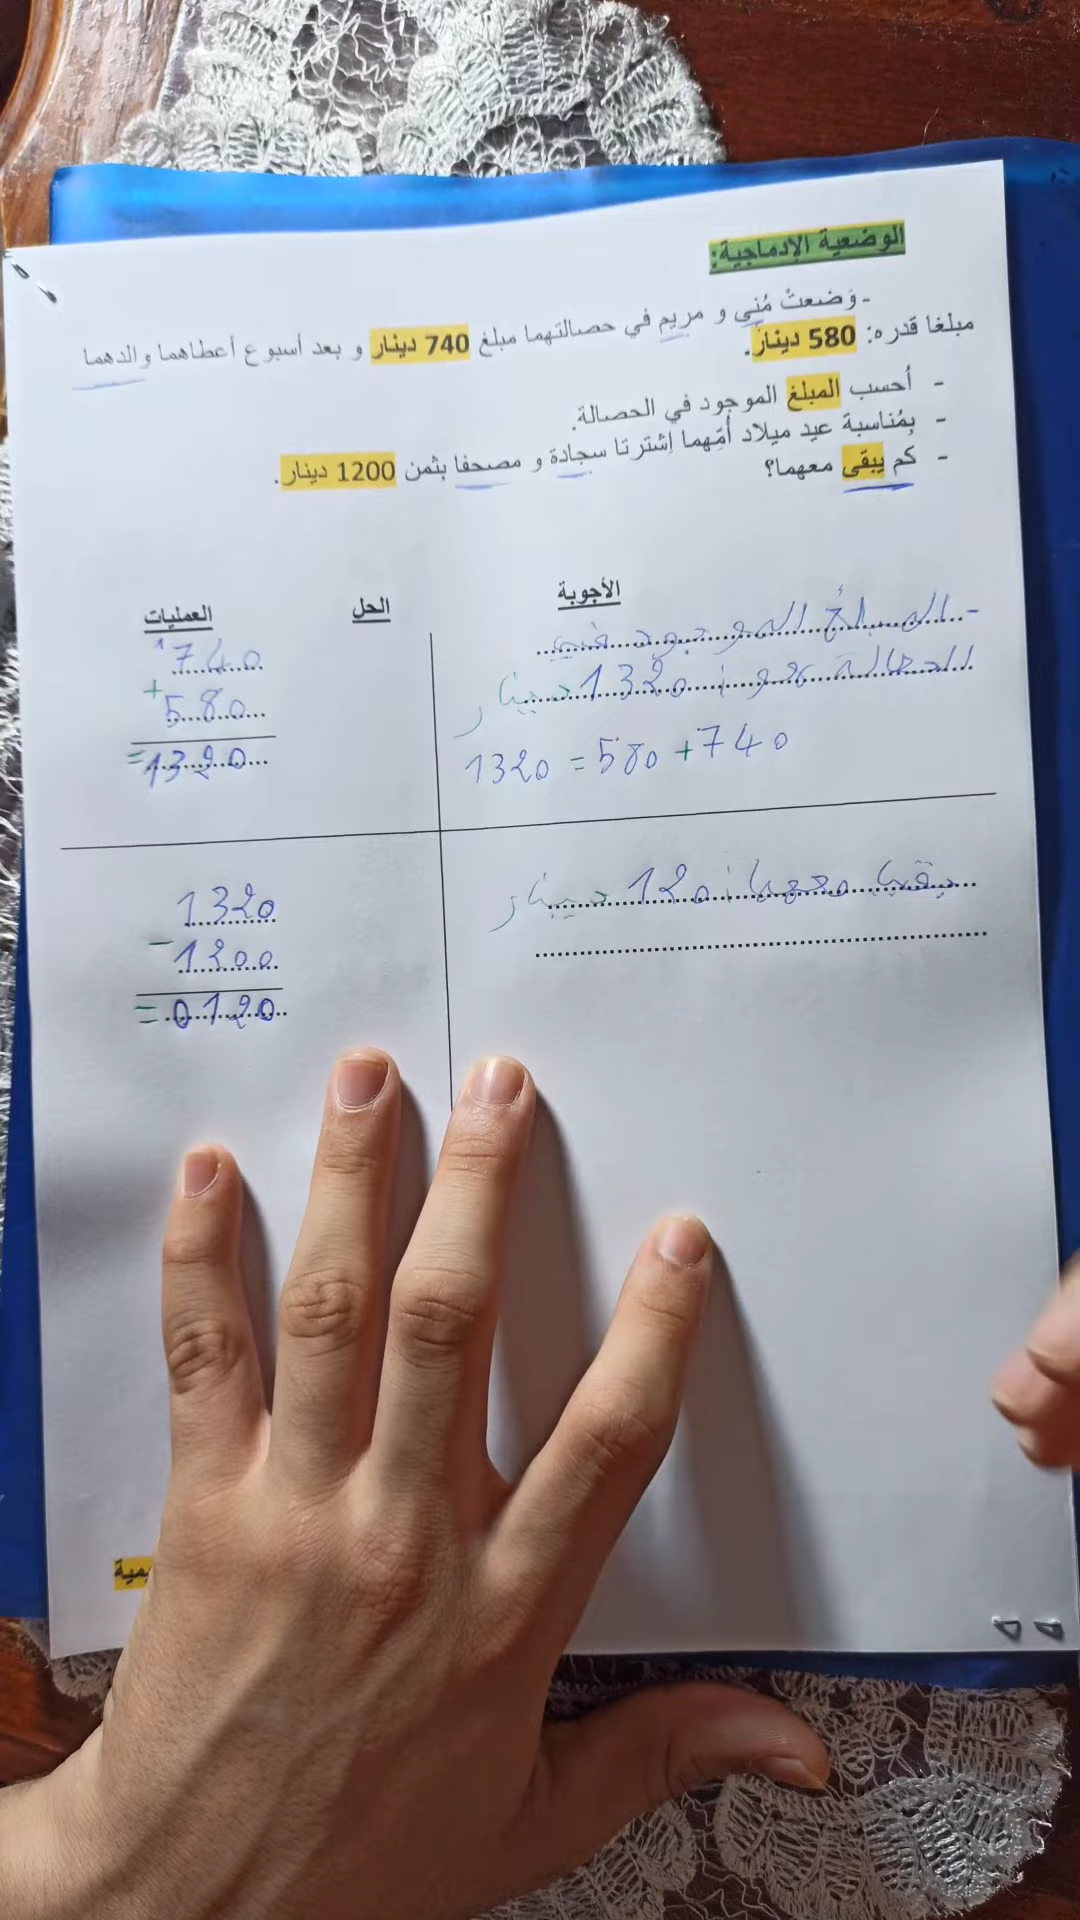 الوضعية الإدماجية:
- وَضعتْ مُنى و مريم في حصالتهما مبلغ 740 دينار و بعد أسبوع أعطاهما والدهما
مبلغا قدره: 580 دينارَ.
- أحسب المبلغ الموجود في الحصالة.
- بِمُناسبة عيد ميلاد أمّهما إشترتا سجادة و مصحفا بثمن 1200 دينار.
- كم يبقى معهما؟
الأجوبة
الحل
العمليات
- المبلغُ الموجود في
الحصالة هو: 1320 دينار
1320 = 580 + 740
1
740
+
580
= 1320
بقيا معهما: 120 دينار
1320
-
1200
= 0120